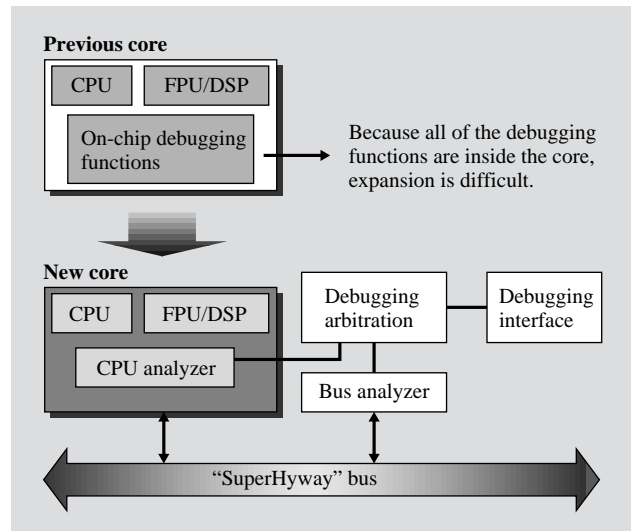 Previous core
CPU
FPU/DSP
On-chip debugging
functions
Because all of the debugging
functions are inside the core,
expansion is difficult.
New core
CPU
FPU/DSP
CPU analyzer
Debugging
arbitration
Debugging
interface
Bus analyzer
“SuperHyway” bus